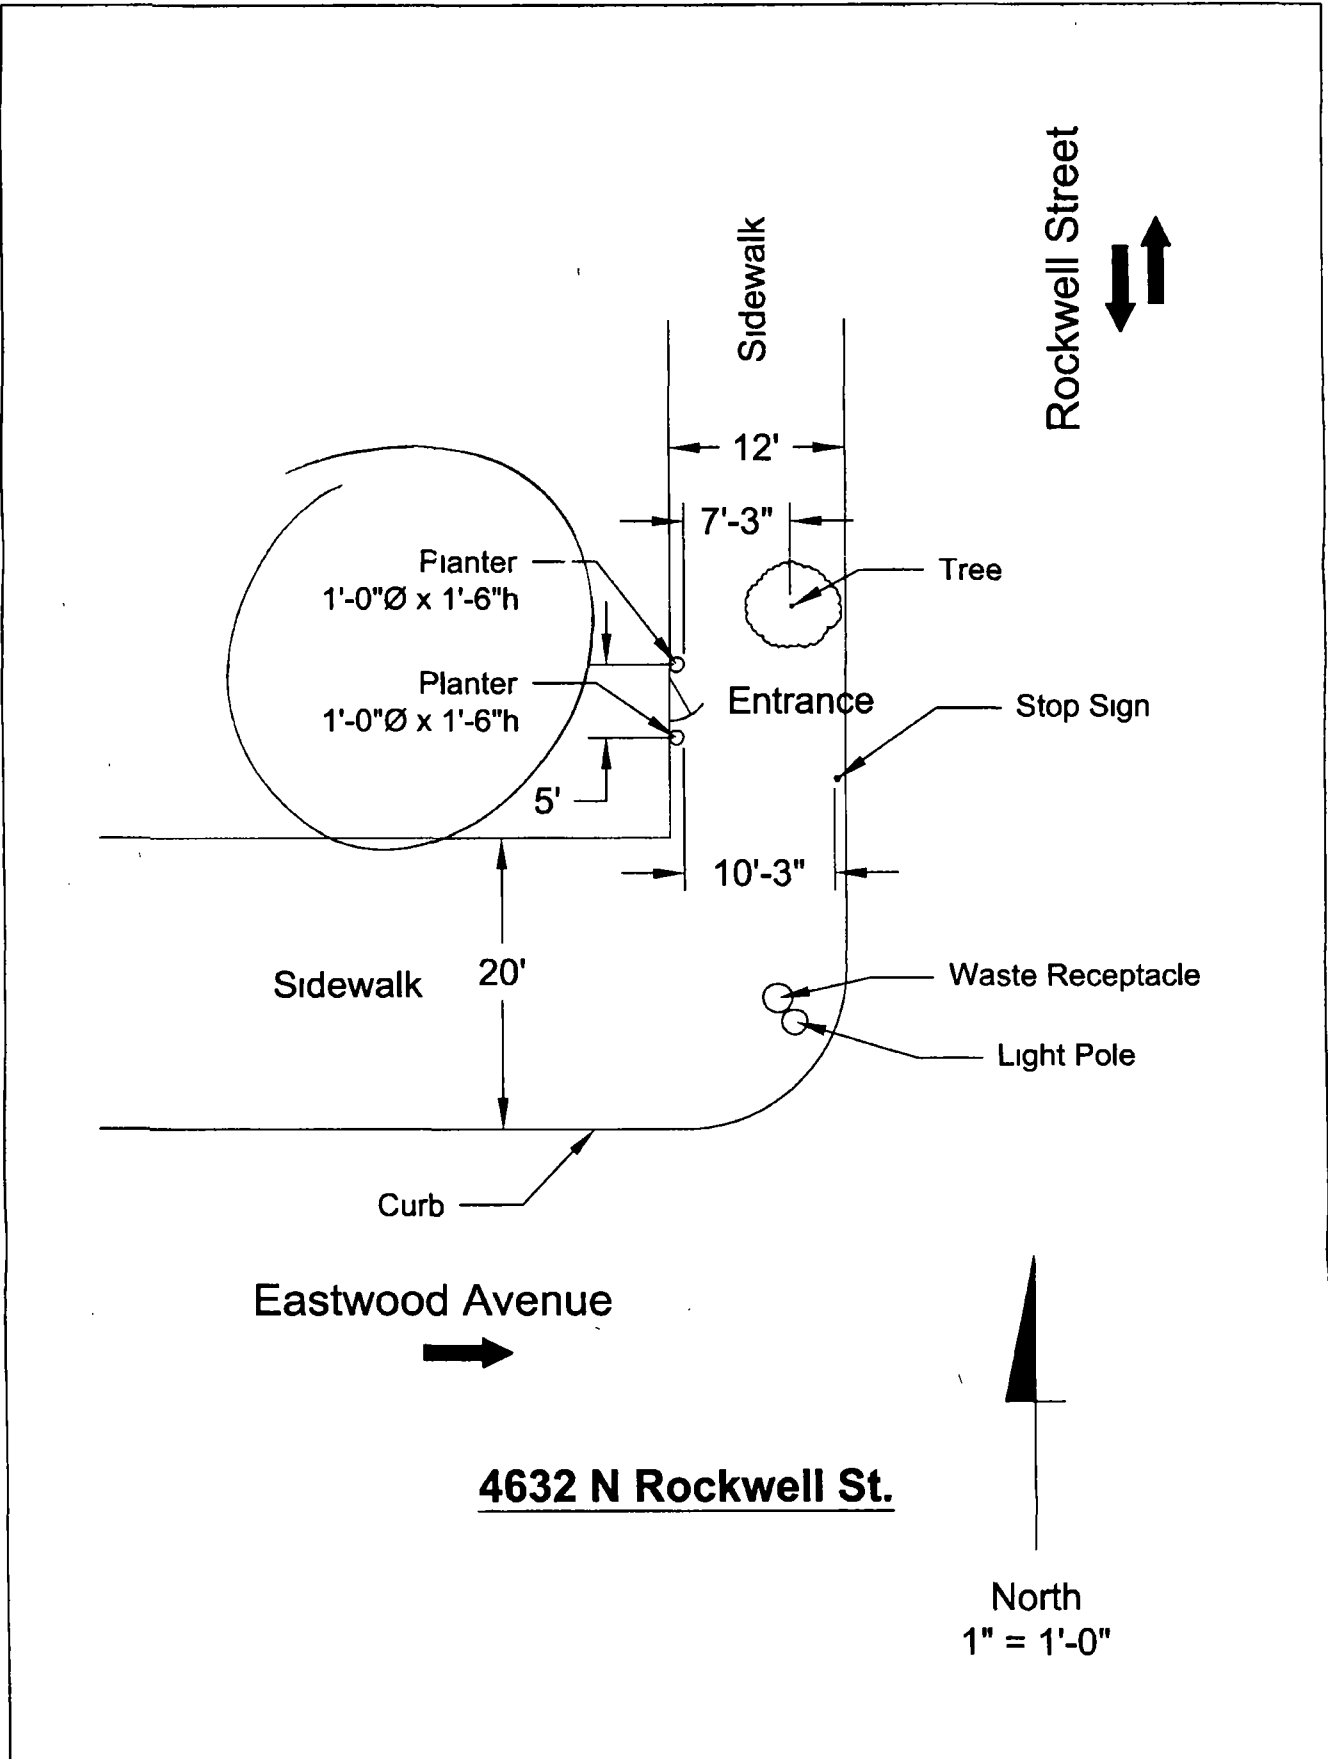 Rockwell Street
Sidewalk
12'
7'-3"
Planter
1'-0"Ø x 1'-6"h
Tree
Planter
1'-0"Ø x 1'-6"h
Entrance
Stop Sign
5'
10'-3"
Sidewalk
20'
Waste Receptacle
Light Pole
Curb
Eastwood Avenue
4632 N Rockwell St.
North
1" = 1'-0"